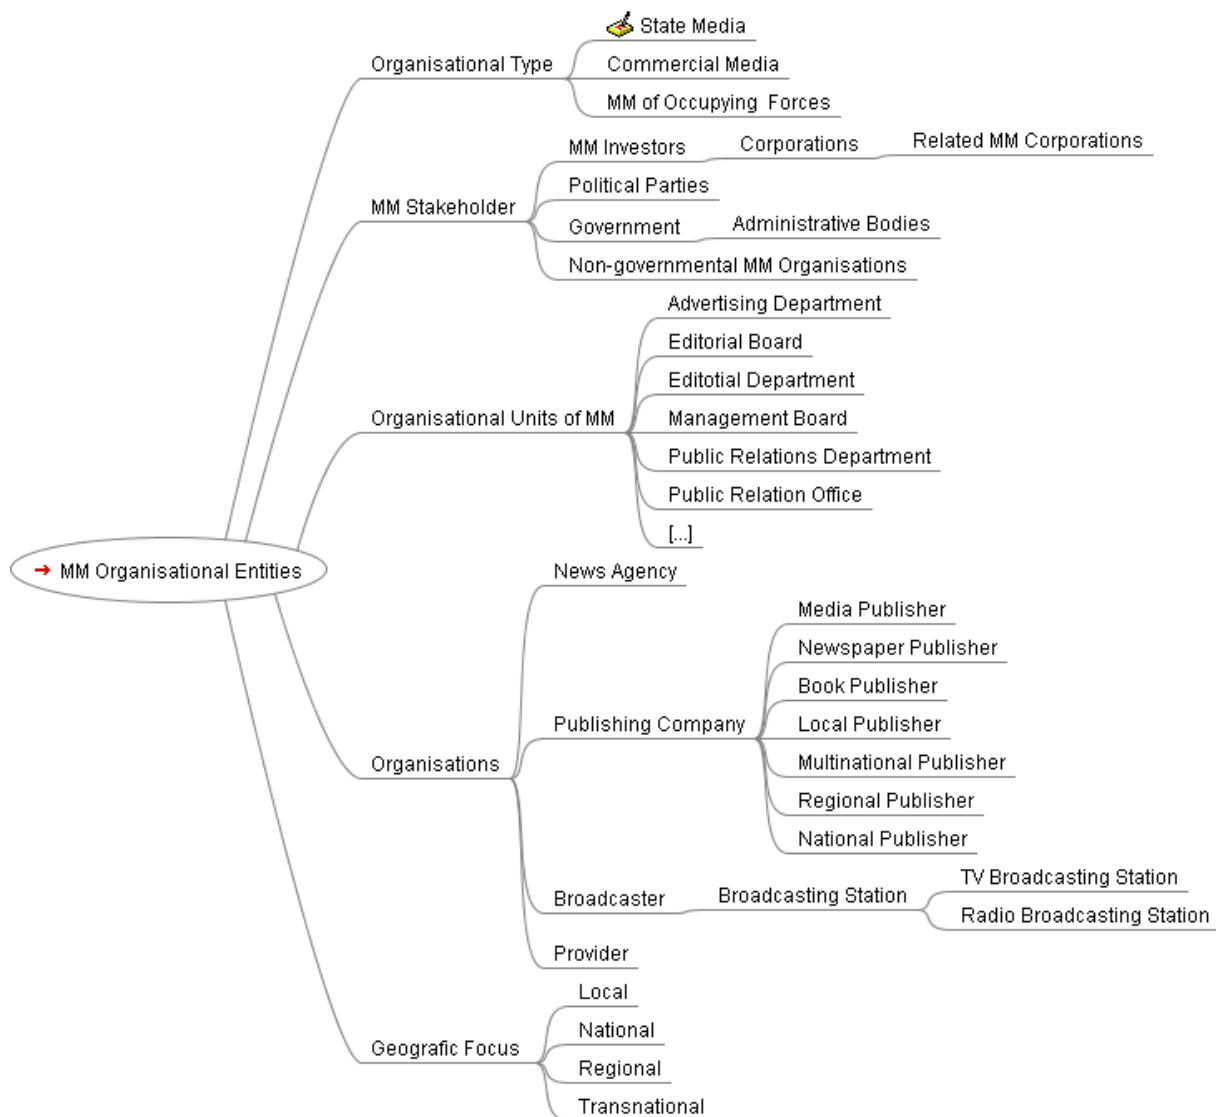 State Media
Organisational Type
Commercial Media
MM of Occupying Forces
MM Investors
Corporations
Related MM Corporations
Political Parties
MM Stakeholder
Government
Administrative Bodies
Non-governmental MM Organisations
Advertising Department
Editorial Board
Editotial Department
Organisational Units of MM
Management Board
Public Relations Department
Public Relation Office
[...]
MM Organisational Entities
News Agency
Media Publisher
Newspaper Publisher
Book Publisher
Publishing Company
Local Publisher
Organisations
Multinational Publisher
Regional Publisher
National Publisher
Broadcaster
Broadcasting Station
TV Broadcasting Station
Radio Broadcasting Station
Provider
Local
National
Geografic Focus
Regional
Transnational